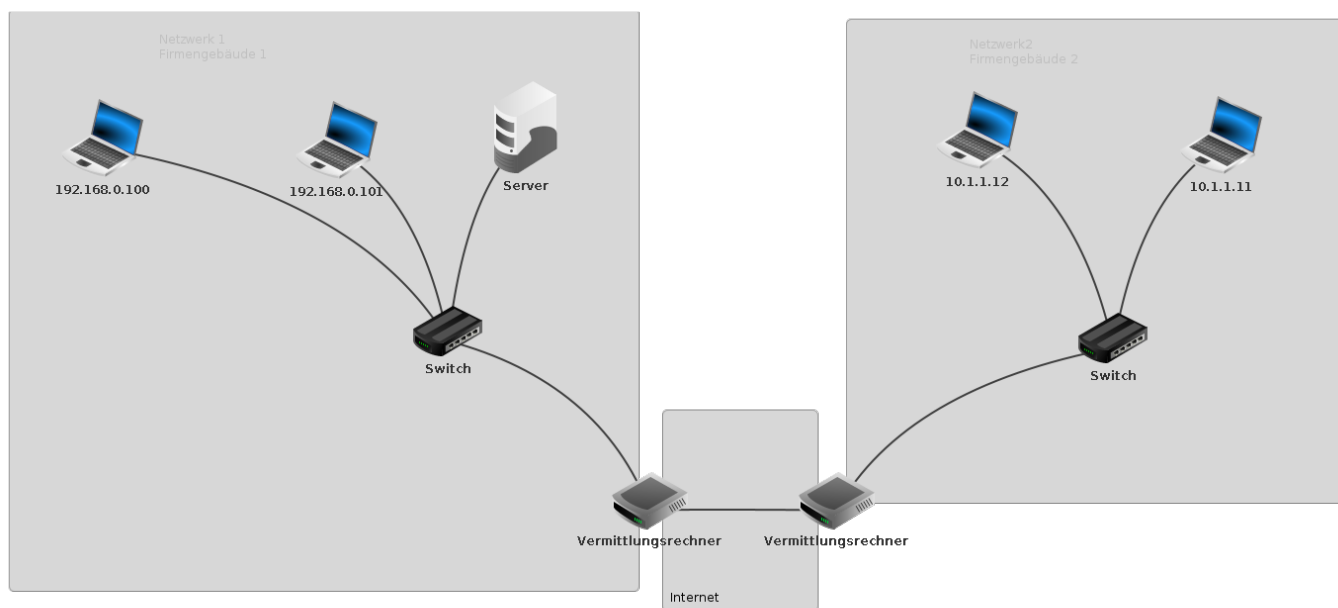 Netzwerk 1
Firmengebäude 1
Netzwerk2
Firmengebäude 2
192.168.0.100
192.168.0.101
Server
10.1.1.12
10.1.1.11
Switch
Switch
Vermittlungsrechner
Vermittlungsrechner
Internet